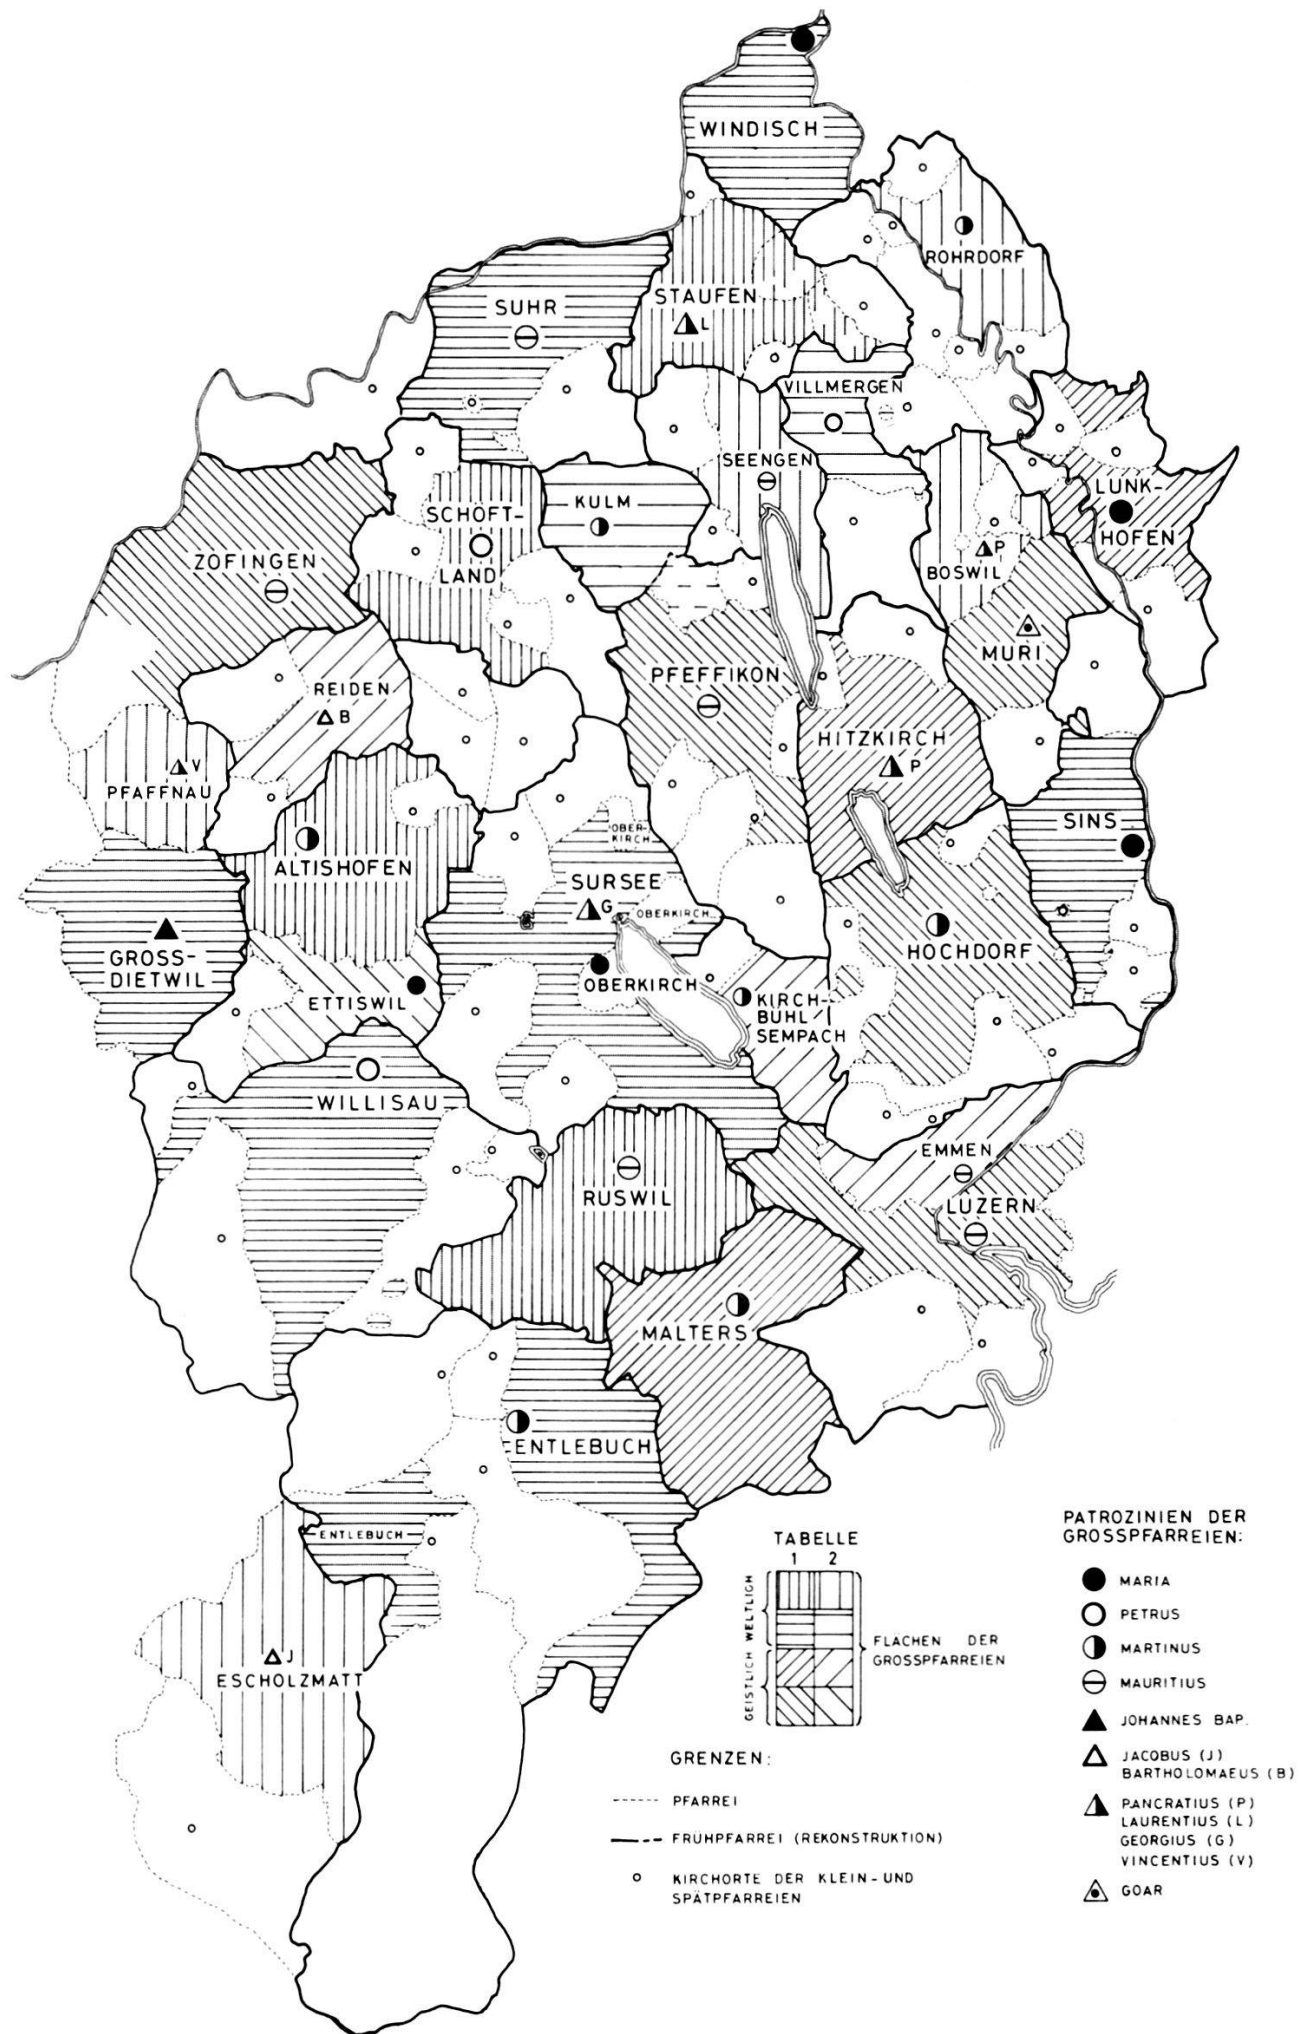 WINDISCH
ROHRDORF
SUHR
STAUFEN
L
VILLMERGEN
SEENGEN
LUNK-
HOFEN
SCHÖFT-
LAND
KULM
P
BOSWIL
ZOFINGEN
MURI
PFEFFIKON
REIDEN
B
HITZKIRCH
P
V
PFAFFNAU
SINS
ALTISHOFEN
OBER-
KIRCH
SURSEE
G
OBERKIRCH
HOCHDORF
GROSS-
DIETWIL
ETTISWIL
OBERKIRCH
KIRCH-
BÜHL
SEMPACH
WILLISAU
EMMEN
RUSWIL
LUZERN
MALTERS
ENTLEBUCH
ENTLEBUCH
J
ESCHOLZMATT
TABELLE
1 2
WELTLICH
GEISTLICH
FLÄCHEN DER
GROSSPFARREIEN
GRENZEN:
PFARREI
FRÜHPFARREI (REKONSTRUKTION)
KIRCHORTE DER KLEIN-UND
SPÄTPFARREIEN
PATROZINIEN DER
GROSSPFARREIEN:
MARIA
PETRUS
MARTINUS
MAURITIUS
JOHANNES BAP.
JACOBUS (J)
BARTHOLOMAEUS (B)
PANCRATIUS (P)
LAURENTIUS (L)
GEORGIUS (G)
VINCENTIUS (V)
GOAR